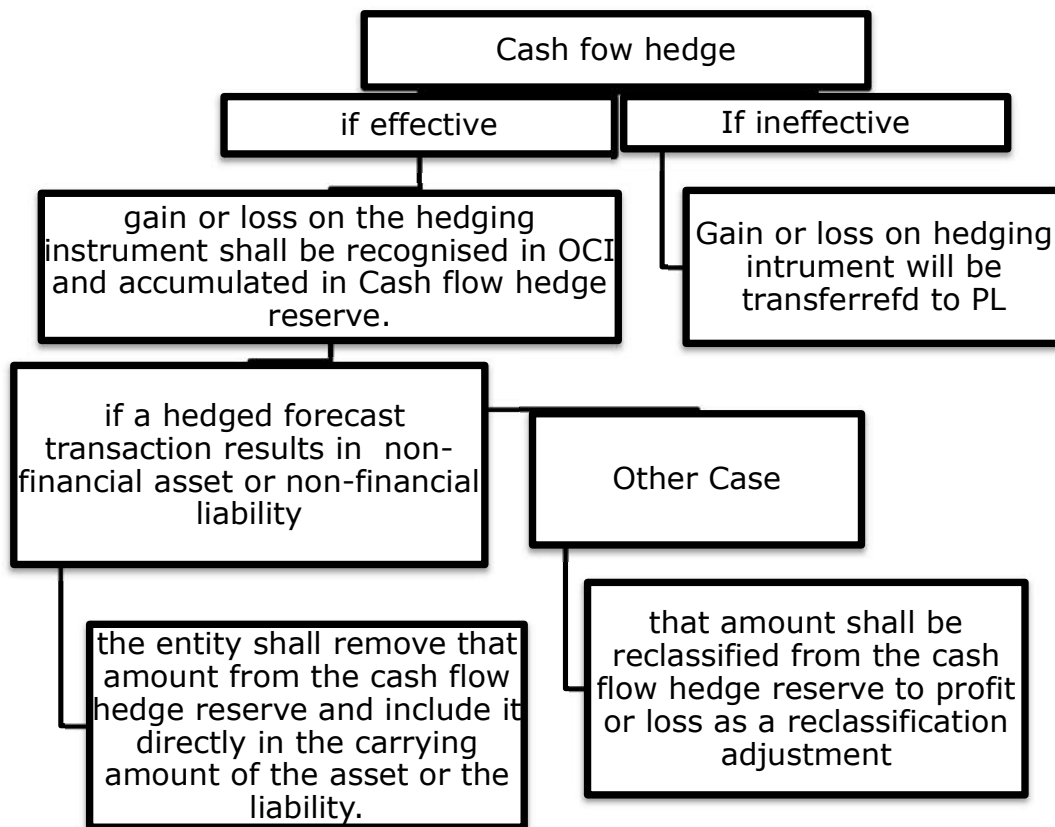 Cash fow hedge
if effective
If ineffective
gain or loss on the hedging
instrument shall be recognised in OCI
and accumulated in Cash flow hedge
reserve.
Gain or loss on hedging
intrument will be
transferrefd to PL
if a hedged forecast
transaction results in non-
financial asset or non-financial
liability
Other Case
the entity shall remove that
amount from the cash flow
hedge reserve and include it
directly in the carrying
amount of the asset or the
liability.
that amount shall be
reclassified from the cash
flow hedge reserve to profit
or loss as a reclassification
adjustment